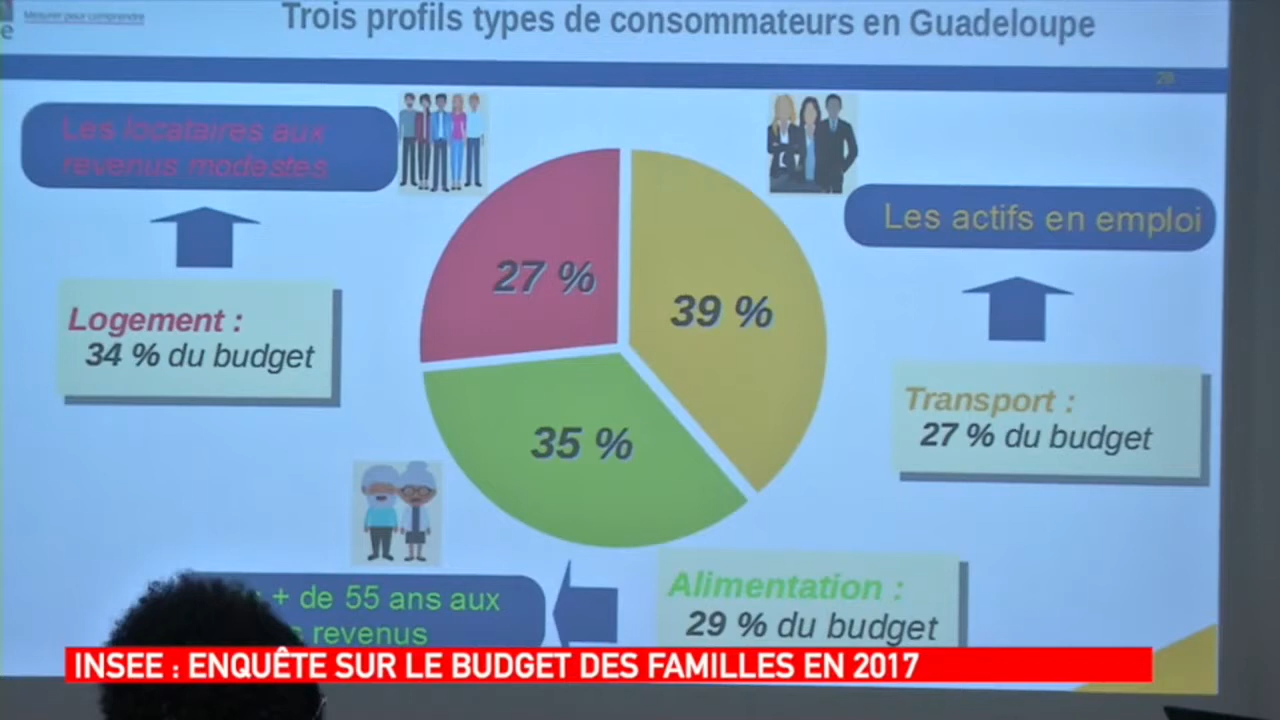 Mesurer pour comprendre
Trois profils types de consommateurs en Guadeloupe
20
Les locataires aux
revenus modestes
Les actifs en emploi
27 %
39 %
35 %
Logement :
34 % du budget
Transport :
27 % du budget
+ de 55 ans aux
revenus
Alimentation :
29 % du budget
INSEE : ENQUÊTE SUR LE BUDGET DES FAMILLES EN 2017